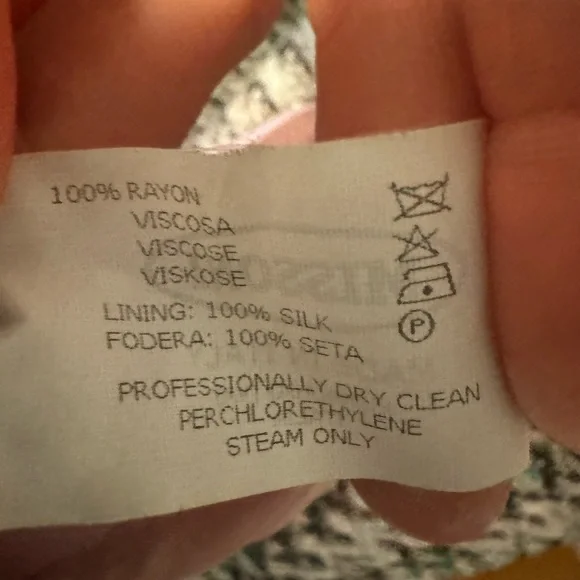 100% RAYON
VISCOSA
VISCOSE
VISKOSE
LINING: 100% SILK
FODERA: 100% SETA
PROFESSIONALLY DRY CLEAN
PERCHLORETHYLENE
STEAM ONLY
P